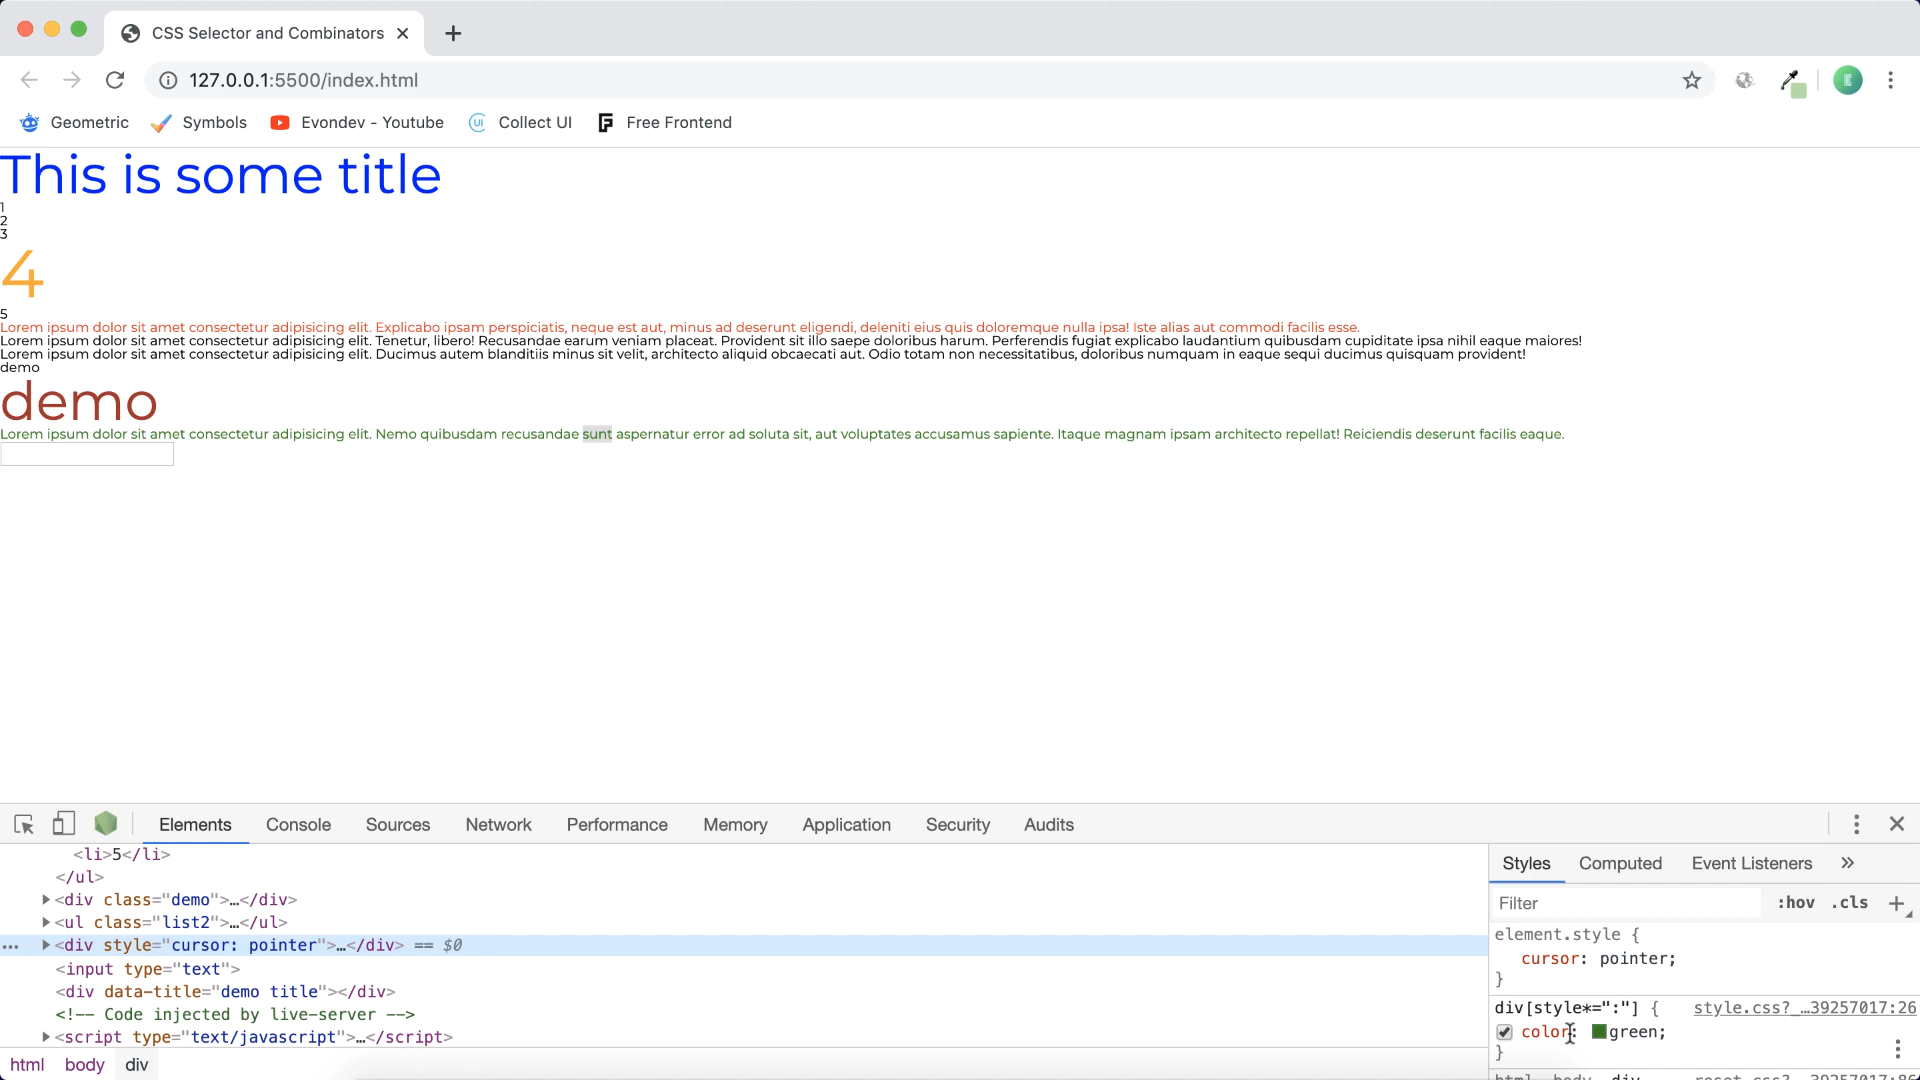 CSS Selector and Combinators
127.0.0.1:5500/index.html
Geometric Symbols Evondev - Youtube Collect UI Free Frontend
This is some title
1
2
3
4
5
Lorem ipsum dolor sit amet consectetur adipisicing elit. Explicabo ipsam perspiciatis, neque est aut, minus ad deserunt eligendi, deleniti eius quis doloremque nulla ipsa! Iste alias aut commodi facilis esse.
Lorem ipsum dolor sit amet consectetur adipisicing elit. Tenetur, libero! Recusandae earum veniam placeat. Provident sit illo saepe doloribus harum. Perferendis fugiat explicabo laudantium quibusdam cupiditate ipsa nihil eaque maiores!
Lorem ipsum dolor sit amet consectetur adipisicing elit. Ducimus autem blanditiis minus sit velit, architecto aliquid obcaecati aut. Odio totam non necessitatibus, doloribus numquam in eaque sequi ducimus quisquam provident!
demo
demo
Lorem ipsum dolor sit amet consectetur adipisicing elit. Nemo quibusdam recusandae sunt aspernatur error ad soluta sit, aut voluptates accusamus sapiente. Itaque magnam ipsam architecto repellat! Reiciendis deserunt facilis eaque.
Elements Console Sources Network Performance Memory Application Security Audits
<li>5</li>
</ul>
<div class="demo">…</div>
<ul class="list2">…</ul>
<div style="cursor: pointer">…</div> == $0
<input type="text">
<div data-title="demo title"></div>
<!-- Code injected by live-server -->
<script type="text/javascript">…</script>
html body div
Styles Computed Event Listeners »
Filter :hov .cls +
element.style {
cursor: pointer;
}
div[style*=":"] { style.css?_…39257017:26
color: green;
}